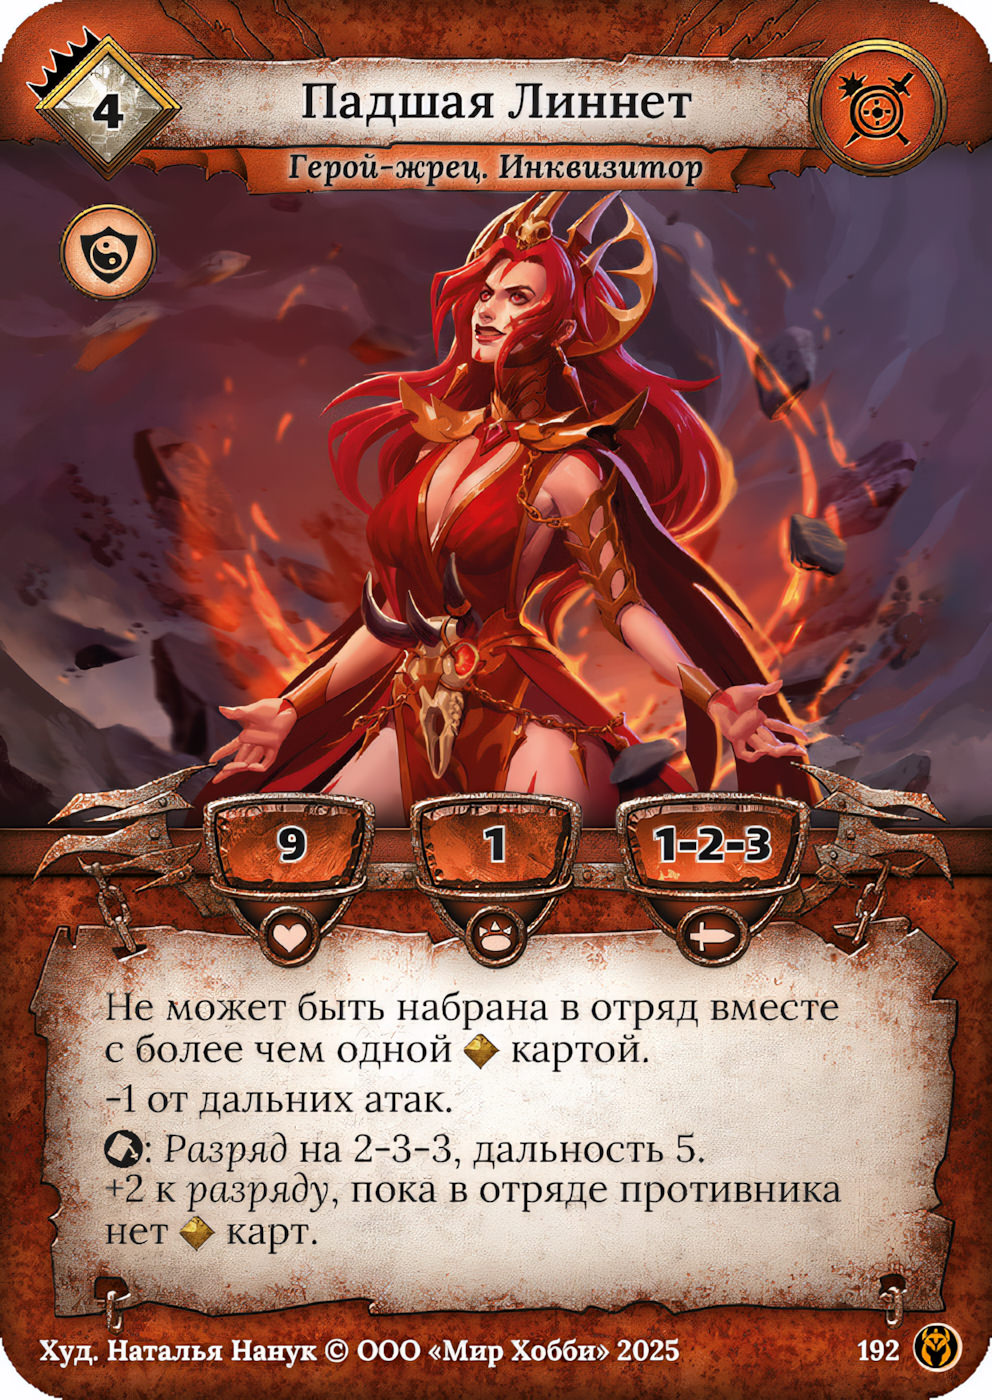 4
Падшая Линнет
Герой-жрец. Инквизитор
9
1
1-2-3
Не может быть набрана в отряд вместе
с более чем одной картой.
-1 от дальних атак.
: Разряд на 2-3-3, дальность 5.
+2 к разряду, пока в отряде противника
нет карт.
Худ. Наталья Нанук © ООО «Мир Хобби» 2025
192